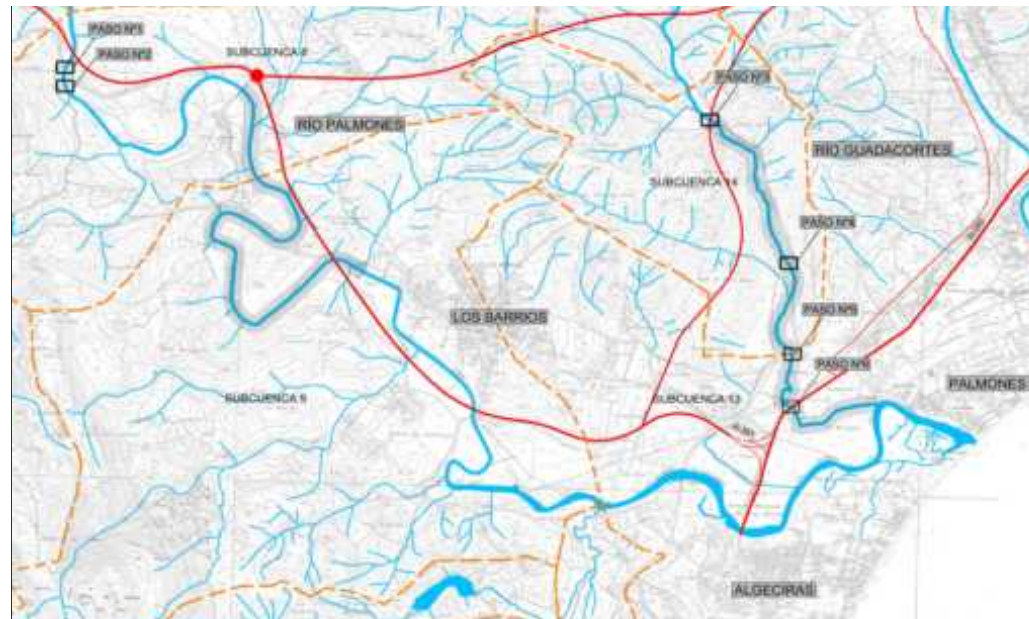 PASO Nº1
PASO Nº2
SUBCUENCA 8
PASO Nº3
RÍO PALMONES
RÍO GUADACORTES
SUBCUENCA 14
PASO Nº4
PASO Nº5
LOS BARRIOS
PASO Nº6
PALMONES
SUBCUENCA 9
SUBCUENCA 13
ALGECIRAS